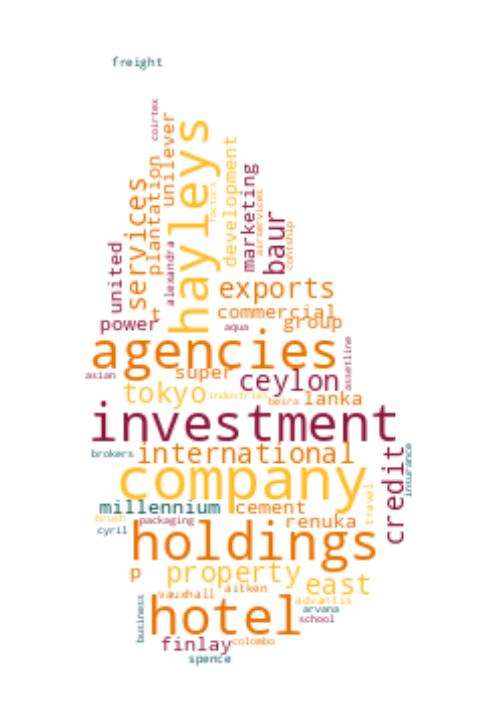 freight
coirtex
hayleys
unilever
plantation
services
development
factors
marketing
airservices
baur
contship
united
alexandra
exports
t
commercial
power
aqua
group
agencies
assetline
asian
super
ceylon
tokyo
industries
beira
lanka
investment
brokers
international
insurance
company
credit
travel
millennium
cement
brush
packaging
renuka
cyril
holdings
p
property
east
vauxhall
aitken
advantis
business
hotel
arvana
school
finlay
colombo
spence